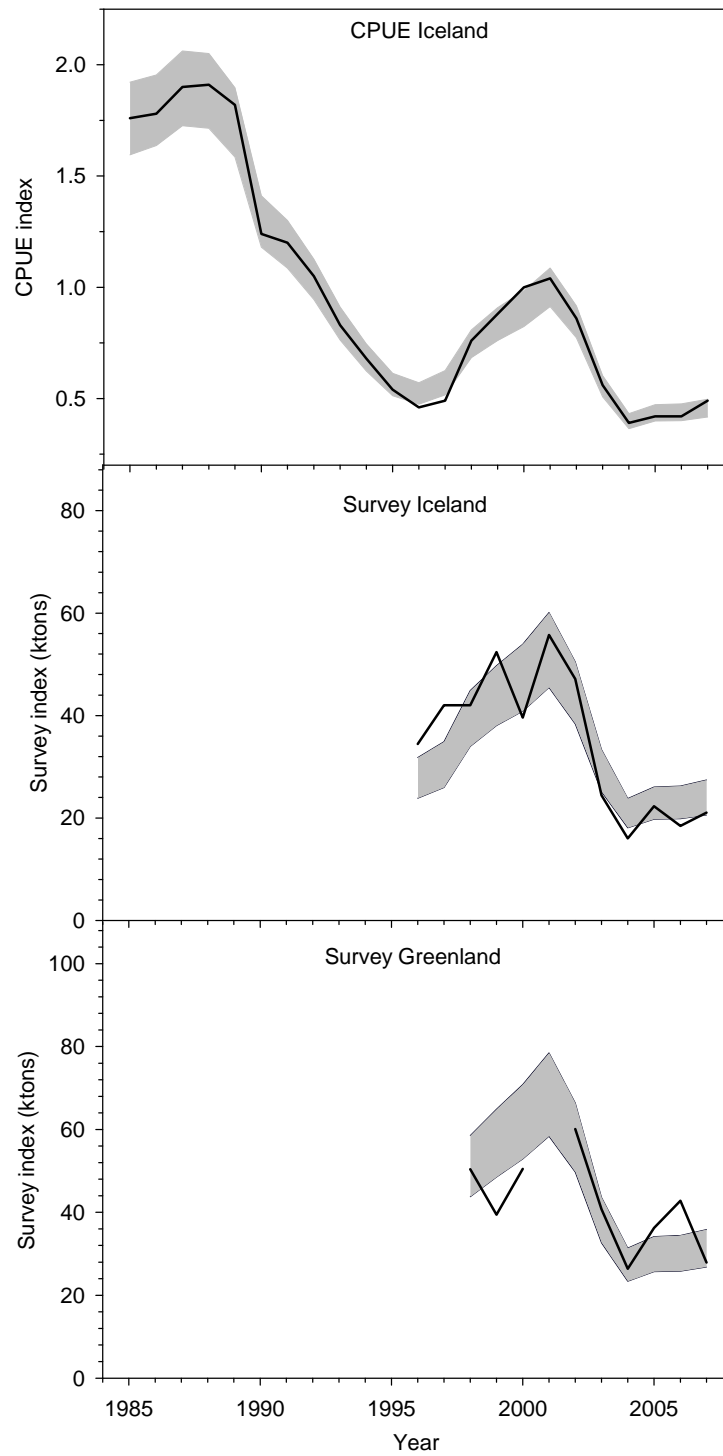 CPUE Iceland
2.0
1.5
1.0
0.5
CPUE index
Survey Iceland
80
60
40
20
0
Survey index (ktons)
Survey Greenland
100
80
60
40
20
0
Survey index (ktons)
1985 1990 1995 2000 2005
Year